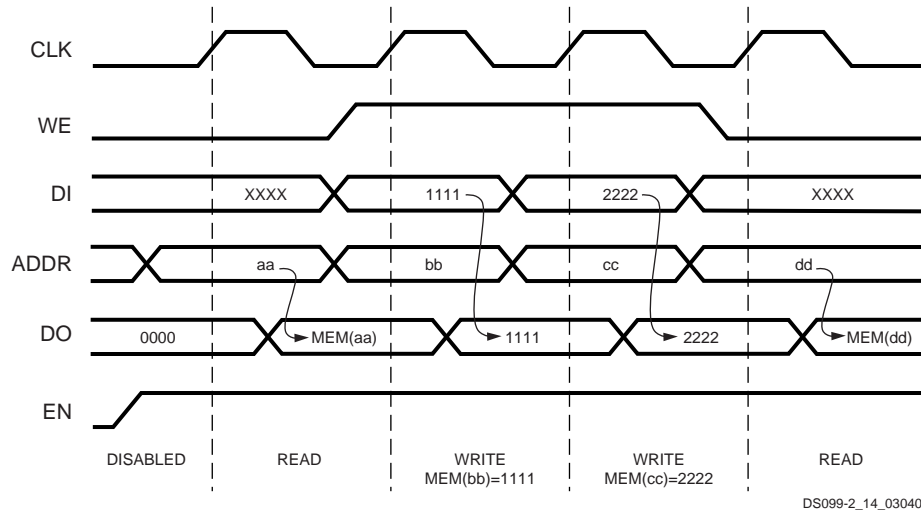 CLK
WE
DI XXXX 1111 2222 XXXX
ADDR aa bb cc dd
DO 0000 MEM(aa) 1111 2222 MEM(dd)
EN
DISABLED READ WRITE WRITE READ
MEM(bb)=1111 MEM(cc)=2222
DS099-2_14_03040